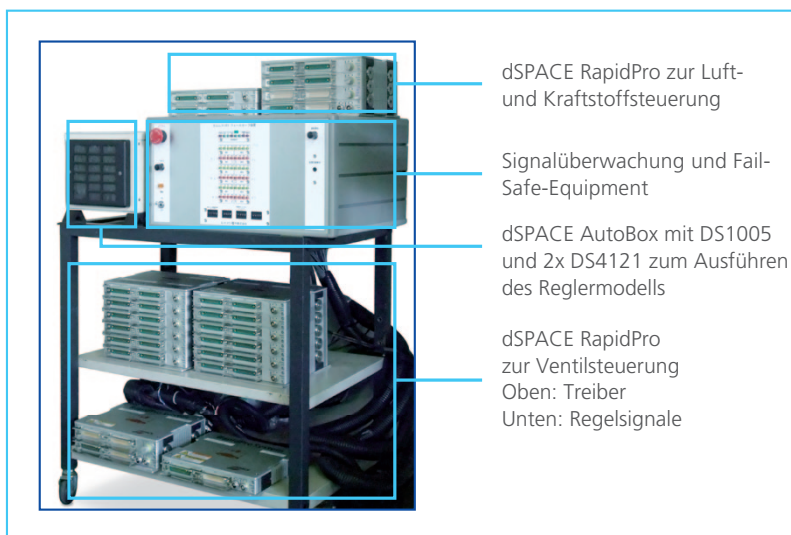 dSPACE RapidPro zur Luft-
und Kraftstoffsteuerung
Signalüberwachung und Fail-
Safe-Equipment
dSPACE AutoBox mit DS1005
und 2x DS4121 zum Ausführen
des Reglermodells
dSPACE RapidPro
zur Ventilsteuerung
Oben: Treiber
Unten: Regelsignale